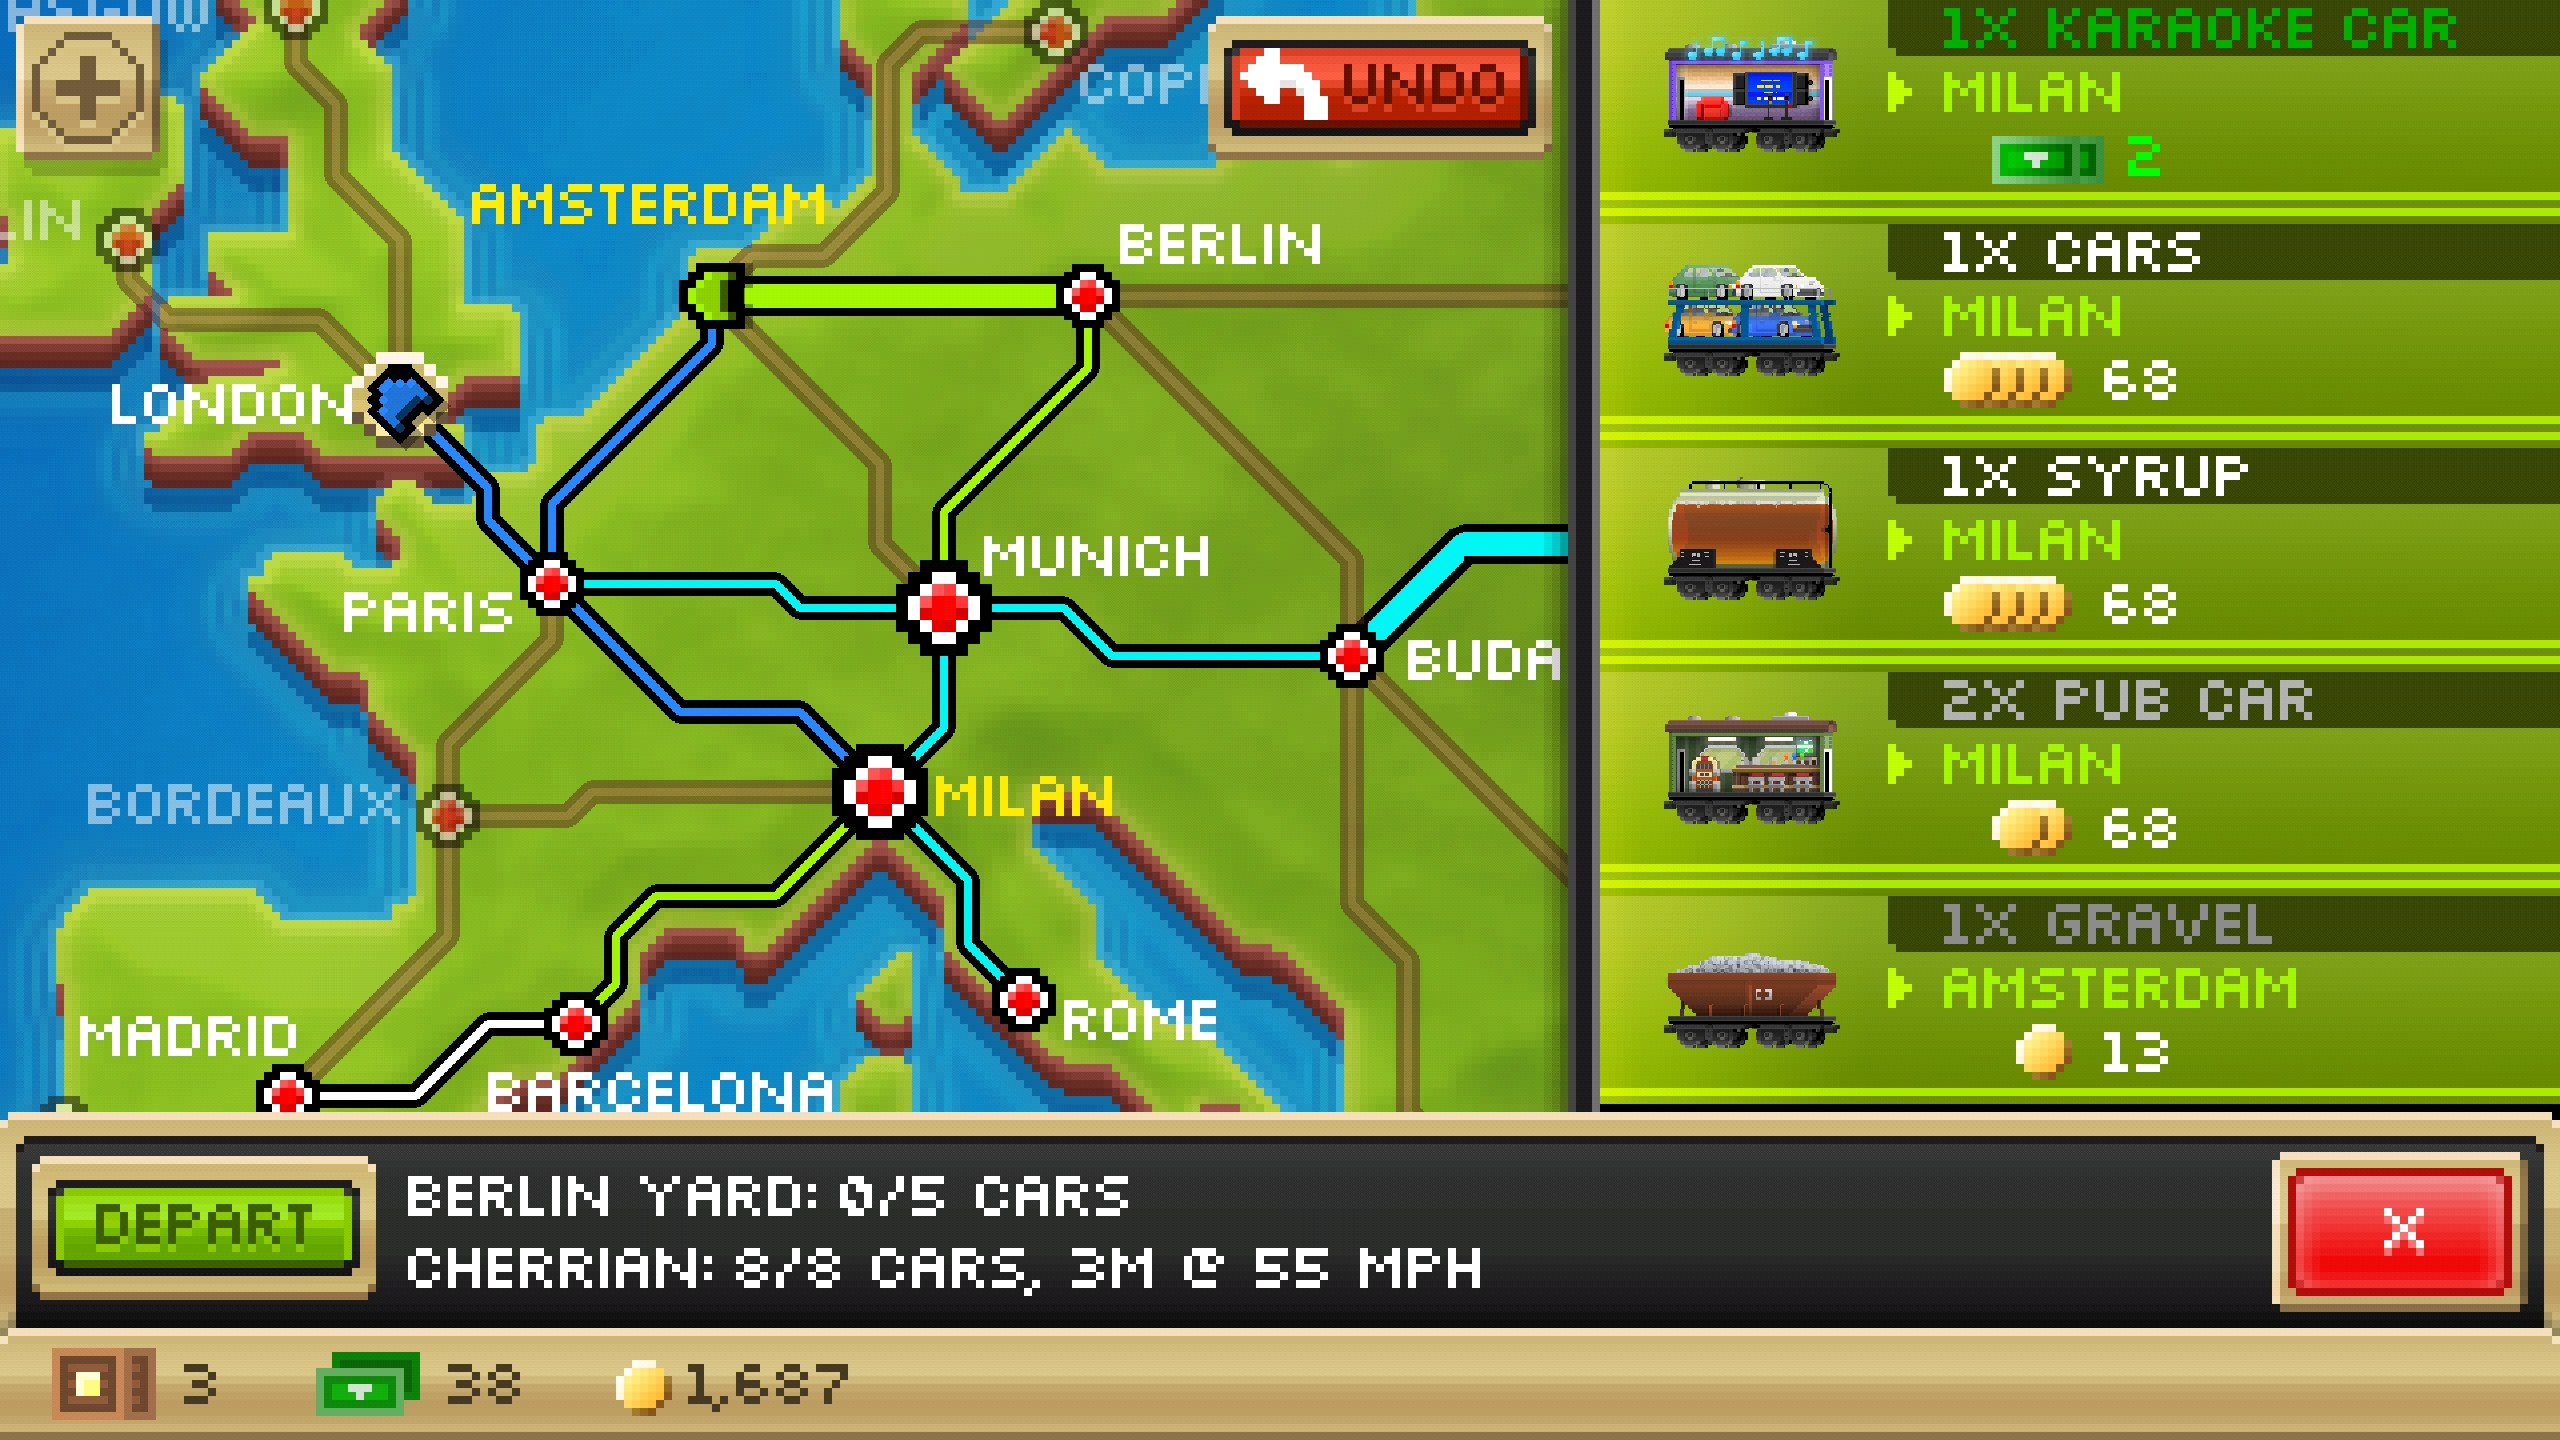 UNDO
AMSTERDAM
BERLIN
LONDON
MUNICH
PARIS
BUDA
BORDEAUX
MILAN
MADRID
ROME
BARCELONA
COP
LIN
1X KARAOKE CAR
MILAN
2
1X CARS
MILAN
68
1X SYRUP
MILAN
68
2X PUB CAR
MILAN
68
1X GRAVEL
AMSTERDAM
13
DEPART
BERLIN YARD: 0/5 CARS
CHERRIAN: 8/8 CARS, 3M @ 55 MPH
X
3
38
1,687